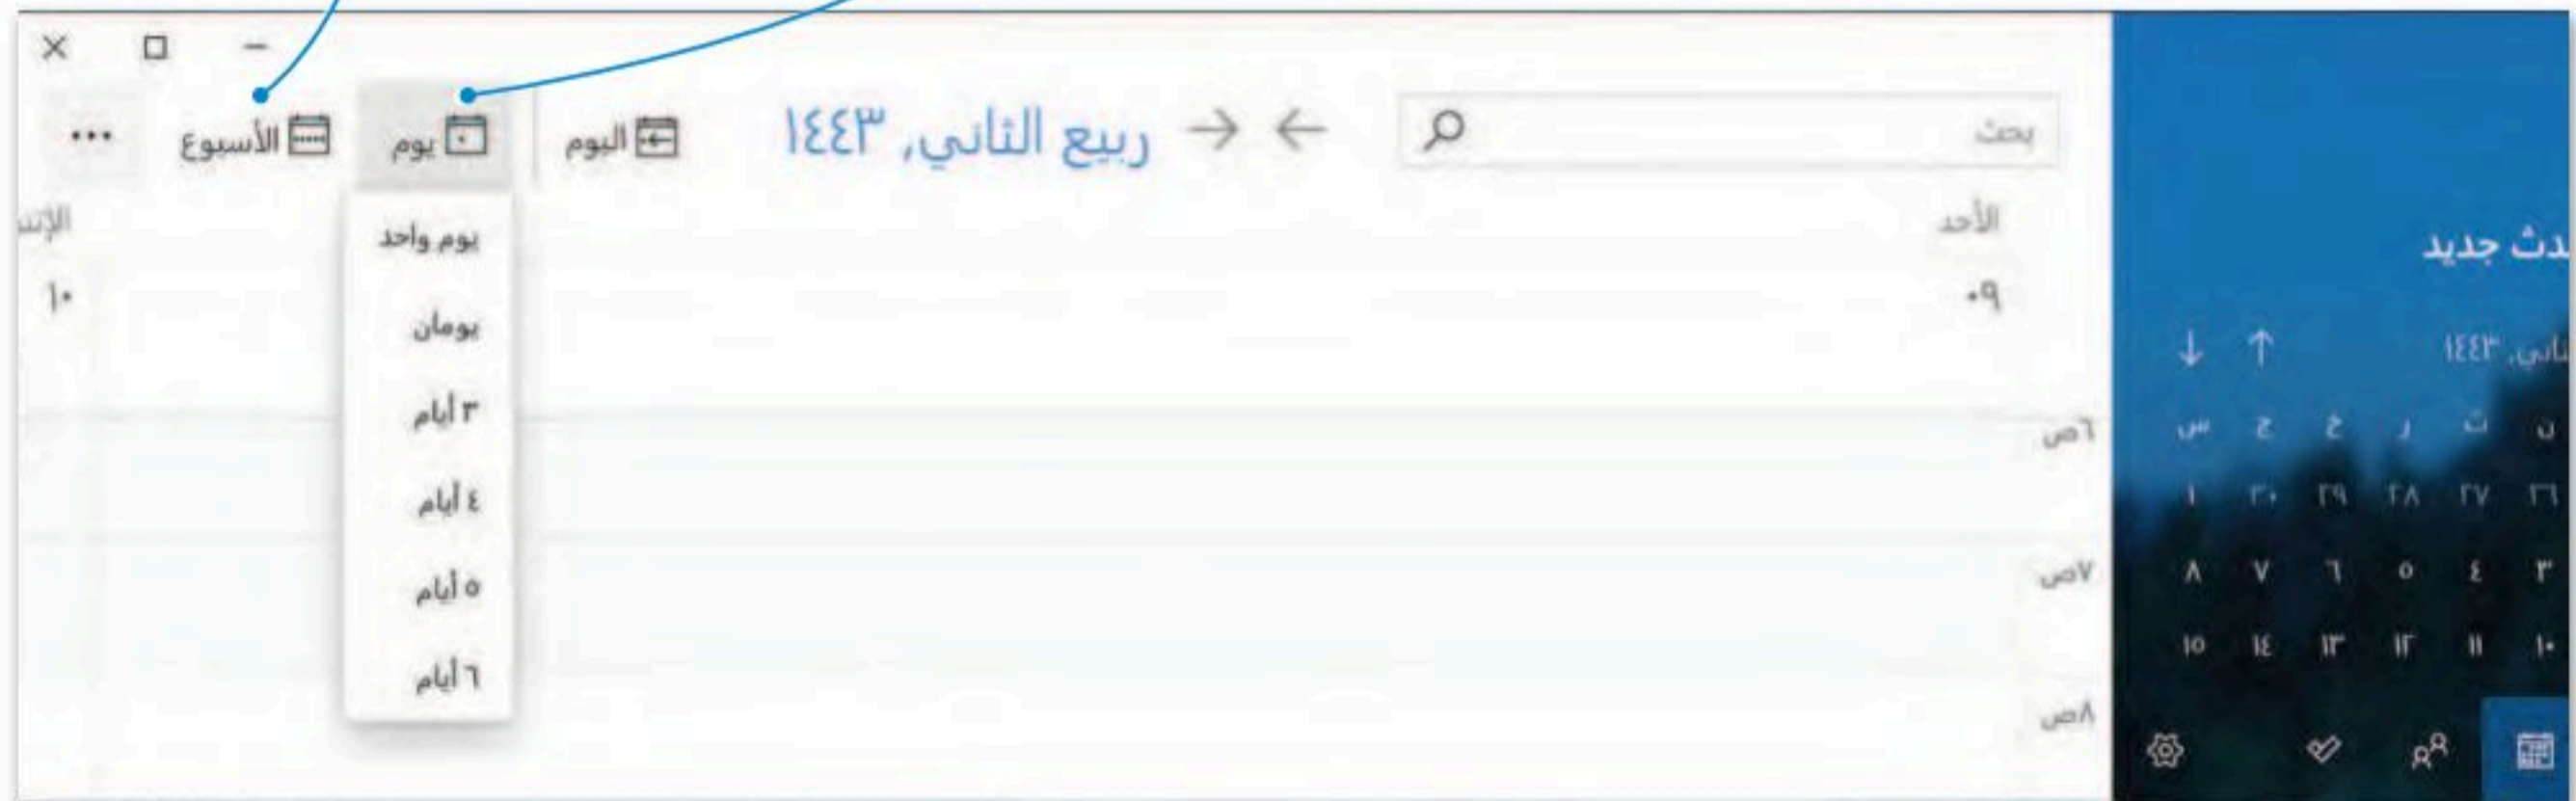 بحث
ربيع الثاني, ١٤٤٣
اليوم
يوم
الأسبوع
...
الأحد
٠٩
٦ص
٧ص
٨ص
يوم واحد
يومان
٣ أيام
٤ أيام
٥ أيام
٦ أيام
١٠
جديد
١٤٤٣
ن ث ر خ ج س
٢٦ ٢٧ ٢٨ ٢٩ ٣٠ ١
٣ ٤ ٥ ٦ ٧ ٨
١٠ ١١ ١٢ ١٣ ١٤ ١٥